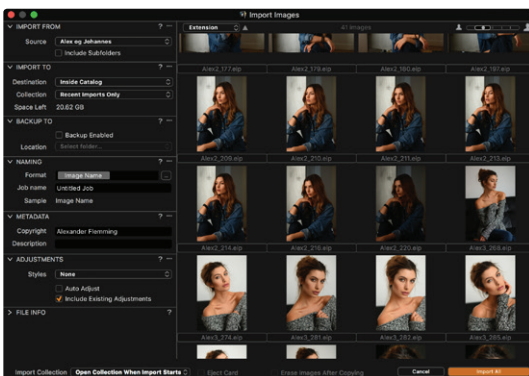 Import Images
IMPORT FROM
?
Source
Alex og Johannes
Include Subfolders
IMPORT TO
?
Destination
Inside Catalog
Collection
Recent Imports Only
Space Left
20.62 GB
BACKUP TO
?
Backup Enabled
Location
Select folder...
NAMING
?
Format
Image Name
Job name
Untitled Job
Sample
Image Name
METADATA
?
Copyright
Alexander Flemming
Description
ADJUSTMENTS
?
Styles
None
Auto Adjust
Include Existing Adjustments
FILE INFO
?
Extension
41 images
Alex2_177.eip
Alex2_179.eip
Alex2_180.eip
Alex2_209.eip
Alex2_210.eip
Alex2_211.eip
Alex2_213.eip
Alex2_214.eip
Alex2_216.eip
Alex2_220.eip
Alex3_274.eip
Alex3_281.eip
Alex3_282.eip
Alex3_285.eip
Import Collection
Open Collection When Import Starts
Eject Card
Erase Images After Copying
Cancel
Import All